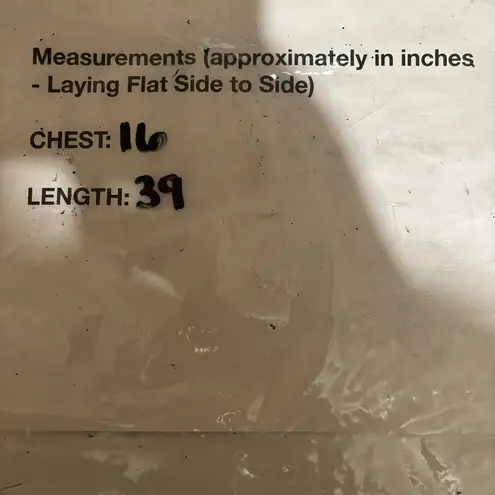 Measurements (approximately in inches
- Laying Flat Side to Side)
CHEST: 16
LENGTH: 39